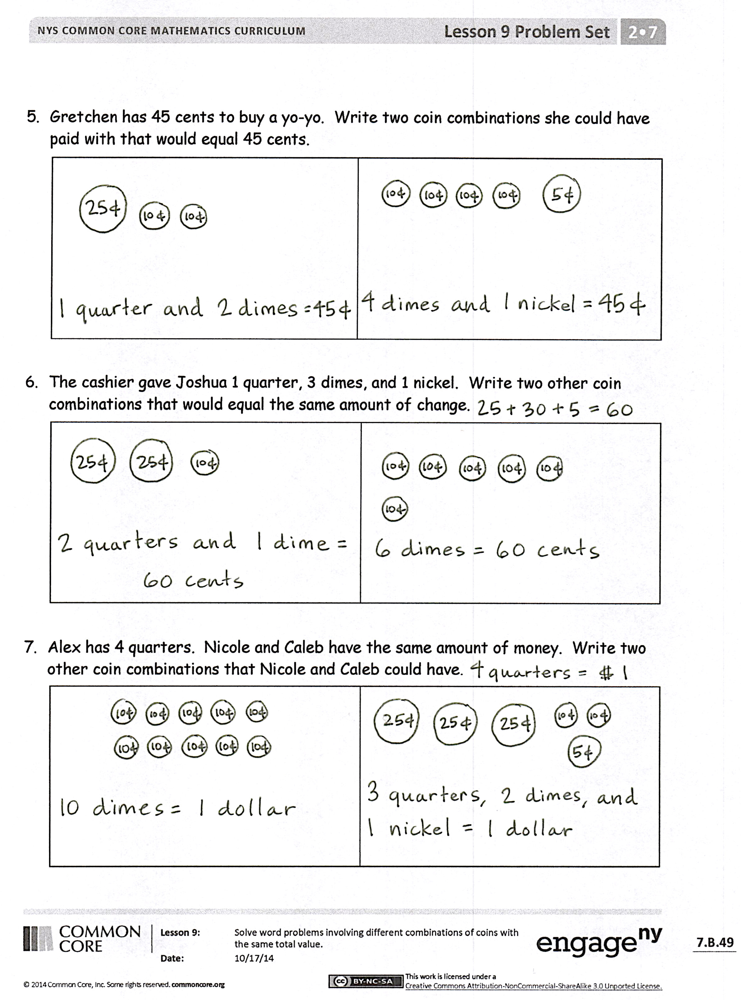 NYS COMMON CORE MATHEMATICS CURRICULUM
Lesson 9 Problem Set
2•7
5. Gretchen has 45 cents to buy a yo-yo. Write two coin combinations she could have
paid with that would equal 45 cents.
25¢ 10¢ 10¢
1 quarter and 2 dimes = 45¢
10¢ 10¢ 10¢ 10¢ 5¢
4 dimes and 1 nickel = 45¢
6. The cashier gave Joshua 1 quarter, 3 dimes, and 1 nickel. Write two other coin
combinations that would equal the same amount of change. 25 + 30 + 5 = 60
25¢ 25¢ 10¢
2 quarters and 1 dime =
60 cents
10¢ 10¢ 10¢ 10¢ 10¢
10¢
6 dimes = 60 cents
7. Alex has 4 quarters. Nicole and Caleb have the same amount of money. Write two
other coin combinations that Nicole and Caleb could have. 4 quarters = $1
10¢ 10¢ 10¢ 10¢ 10¢
10¢ 10¢ 10¢ 10¢ 10¢
10 dimes = 1 dollar
25¢ 25¢ 25¢ 10¢ 10¢
5¢
3 quarters, 2 dimes, and
1 nickel = 1 dollar
COMMON
CORE
Lesson 9: Solve word problems involving different combinations of coins with
the same total value.
Date: 10/17/14
engage ny
7.B.49
© 2014 Common Core, Inc. Some rights reserved. commoncore.org
cc BY-NC-SA
This work is licensed under a
Creative Commons Attribution-NonCommercial-ShareAlike 3.0 Unported License.